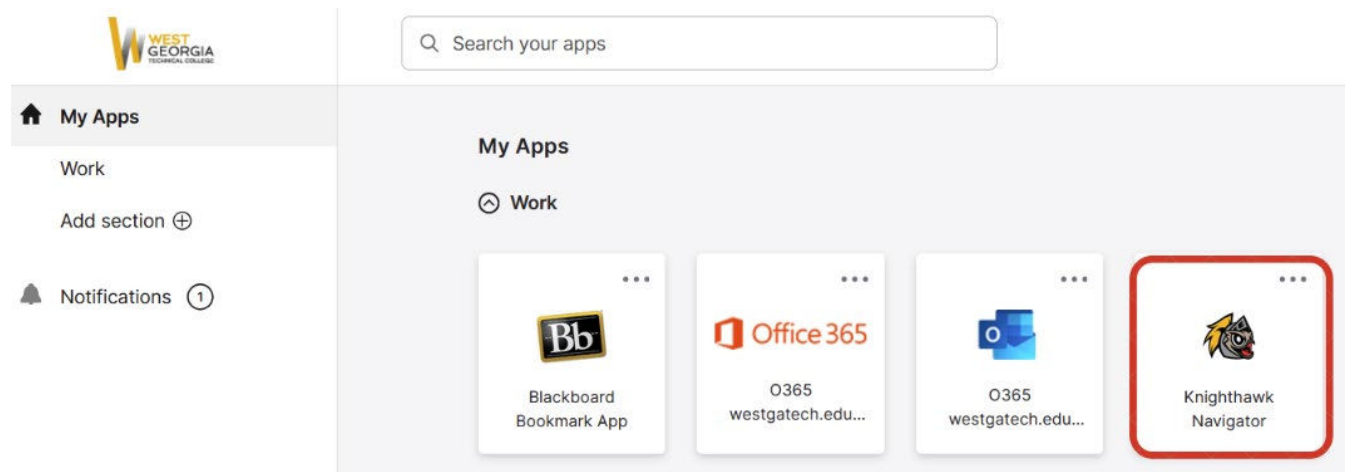 WEST
GEORGIA
TECHNICAL COLLEGE
Search your apps
My Apps
Work
Add section
Notifications 1
My Apps
Work
Bb
Blackboard
Bookmark App
Office 365
O365
westgatech.edu...
O
O365
westgatech.edu...
Knighthawk
Navigator